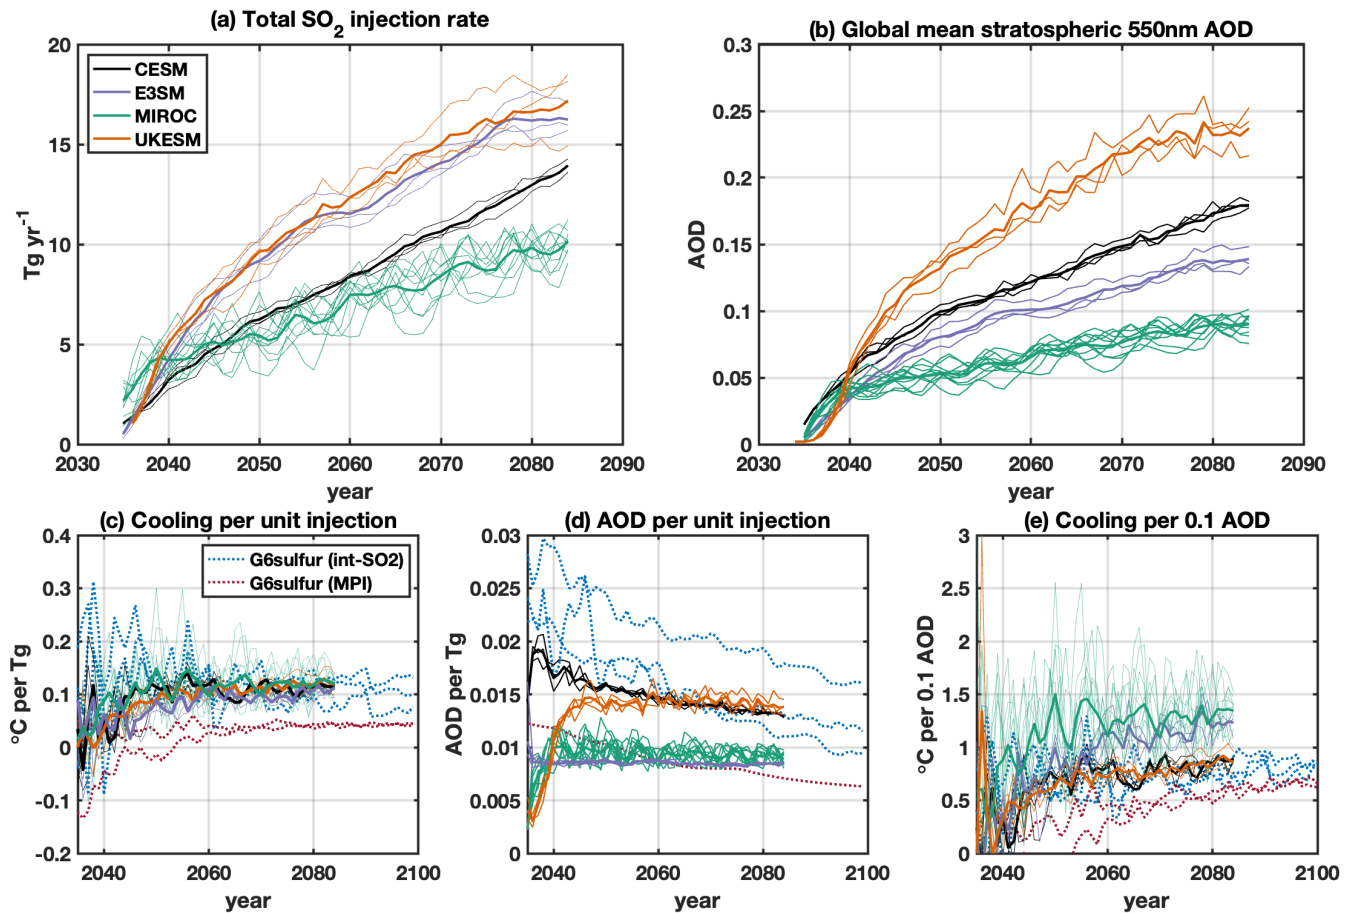 (a) Total SO2 injection rate
20
15
10
5
0
Tg yr-1
2030 2040 2050 2060 2070 2080 2090
year
CESM
E3SM
MIROC
UKESM
(b) Global mean stratospheric 550nm AOD
0.3
0.25
0.2
0.15
0.1
0.05
0
AOD
2030 2040 2050 2060 2070 2080 2090
year
(c) Cooling per unit injection
0.4
0.3
0.2
0.1
0
-0.1
-0.2
°C per Tg
2040 2060 2080 2100
year
G6sulfur (int-SO2)
G6sulfur (MPI)
(d) AOD per unit injection
0.03
0.025
0.02
0.015
0.01
0.005
0
AOD per Tg
2040 2060 2080 2100
year
(e) Cooling per 0.1 AOD
3
2.5
2
1.5
1
0.5
0
°C per 0.1 AOD
2040 2060 2080 2100
year